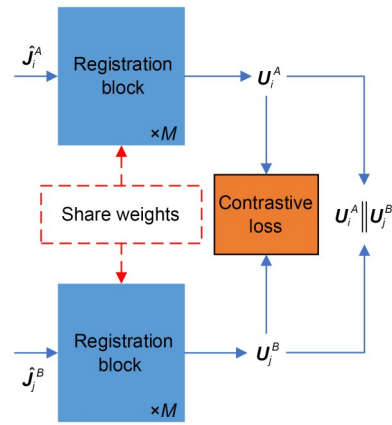 Ĵ_i^A
Registration
block
×M
U_i^A
Share weights
Contrastive
loss
U_i^A ‖ U_j^B
Ĵ_j^B
Registration
block
×M
U_j^B